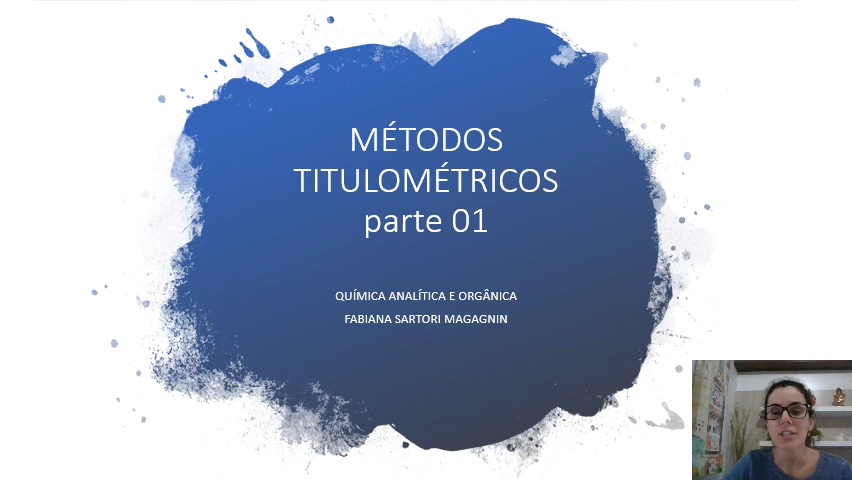 MÉTODOS
TITULOMÉTRICOS
parte 01
QUÍMICA ANALÍTICA E ORGÂNICA
FABIANA SARTORI MAGAGNIN